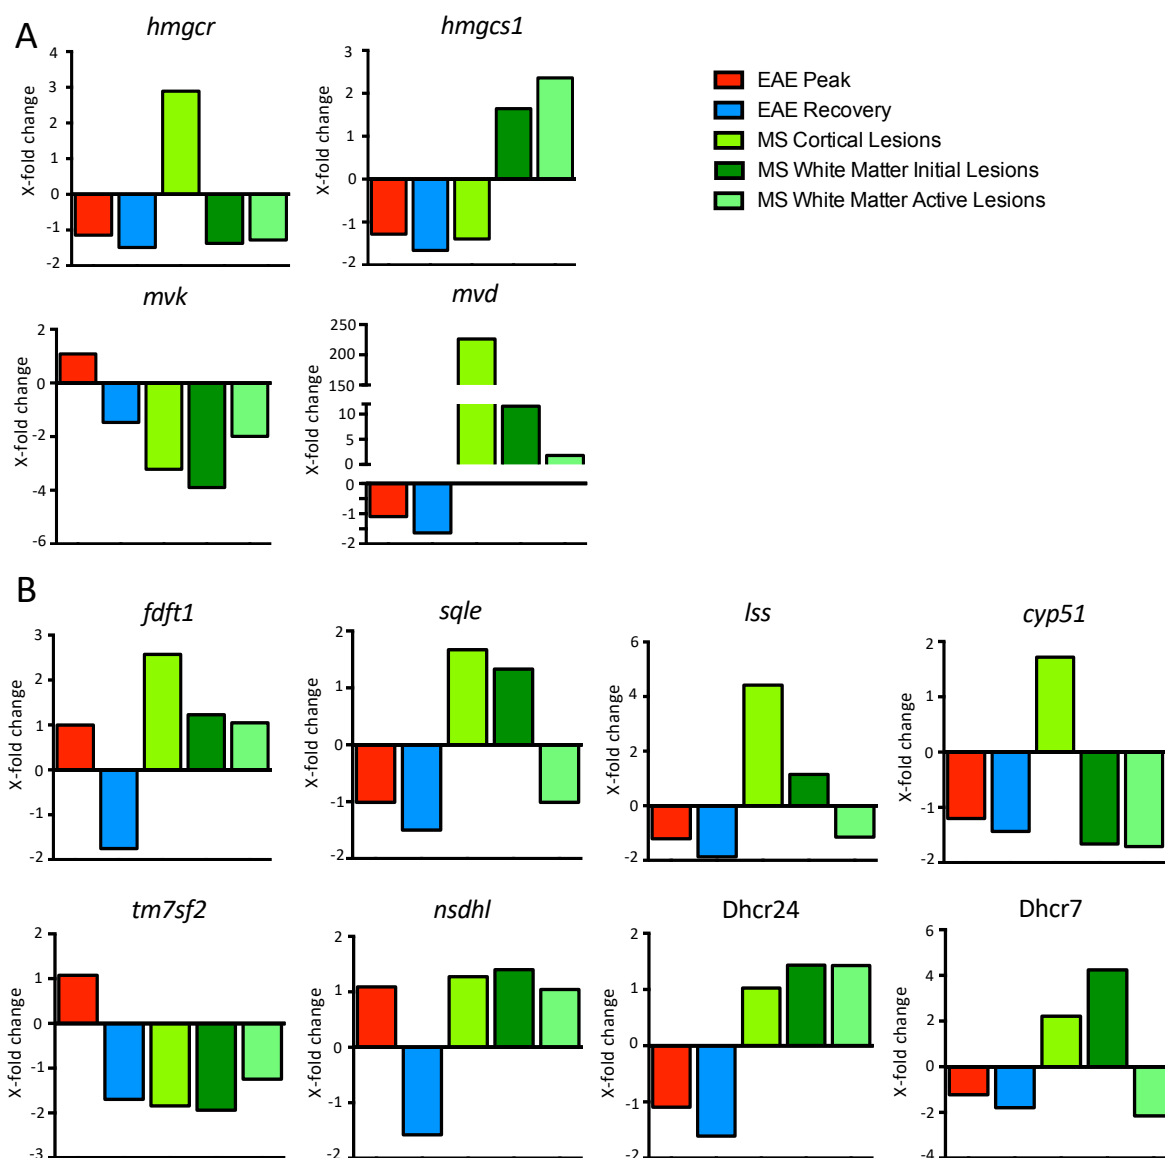 A
hmgcr
hmgcs1
X-fold change
4
3
2
1
0
-1
-2
X-fold change
3
2
1
0
-1
-2
EAE Peak
EAE Recovery
MS Cortical Lesions
MS White Matter Initial Lesions
MS White Matter Active Lesions
mvk
mvd
X-fold change
2
0
-2
-4
-6
X-fold change
250
200
150
10
5
0
0
-1
-2
B
fdft1
sqle
lss
cyp51
X-fold change
3
2
1
0
-1
-2
X-fold change
2
1
0
-1
-2
X-fold change
6
4
2
0
-2
X-fold change
2
1
0
-1
-2
tm7sf2
nsdhl
Dhcr24
Dhcr7
X-fold change
2
1
0
-1
-2
-3
X-fold change
2
1
0
-1
-2
X-fold change
2
1
0
-1
-2
X-fold change
6
4
2
0
-2
-4